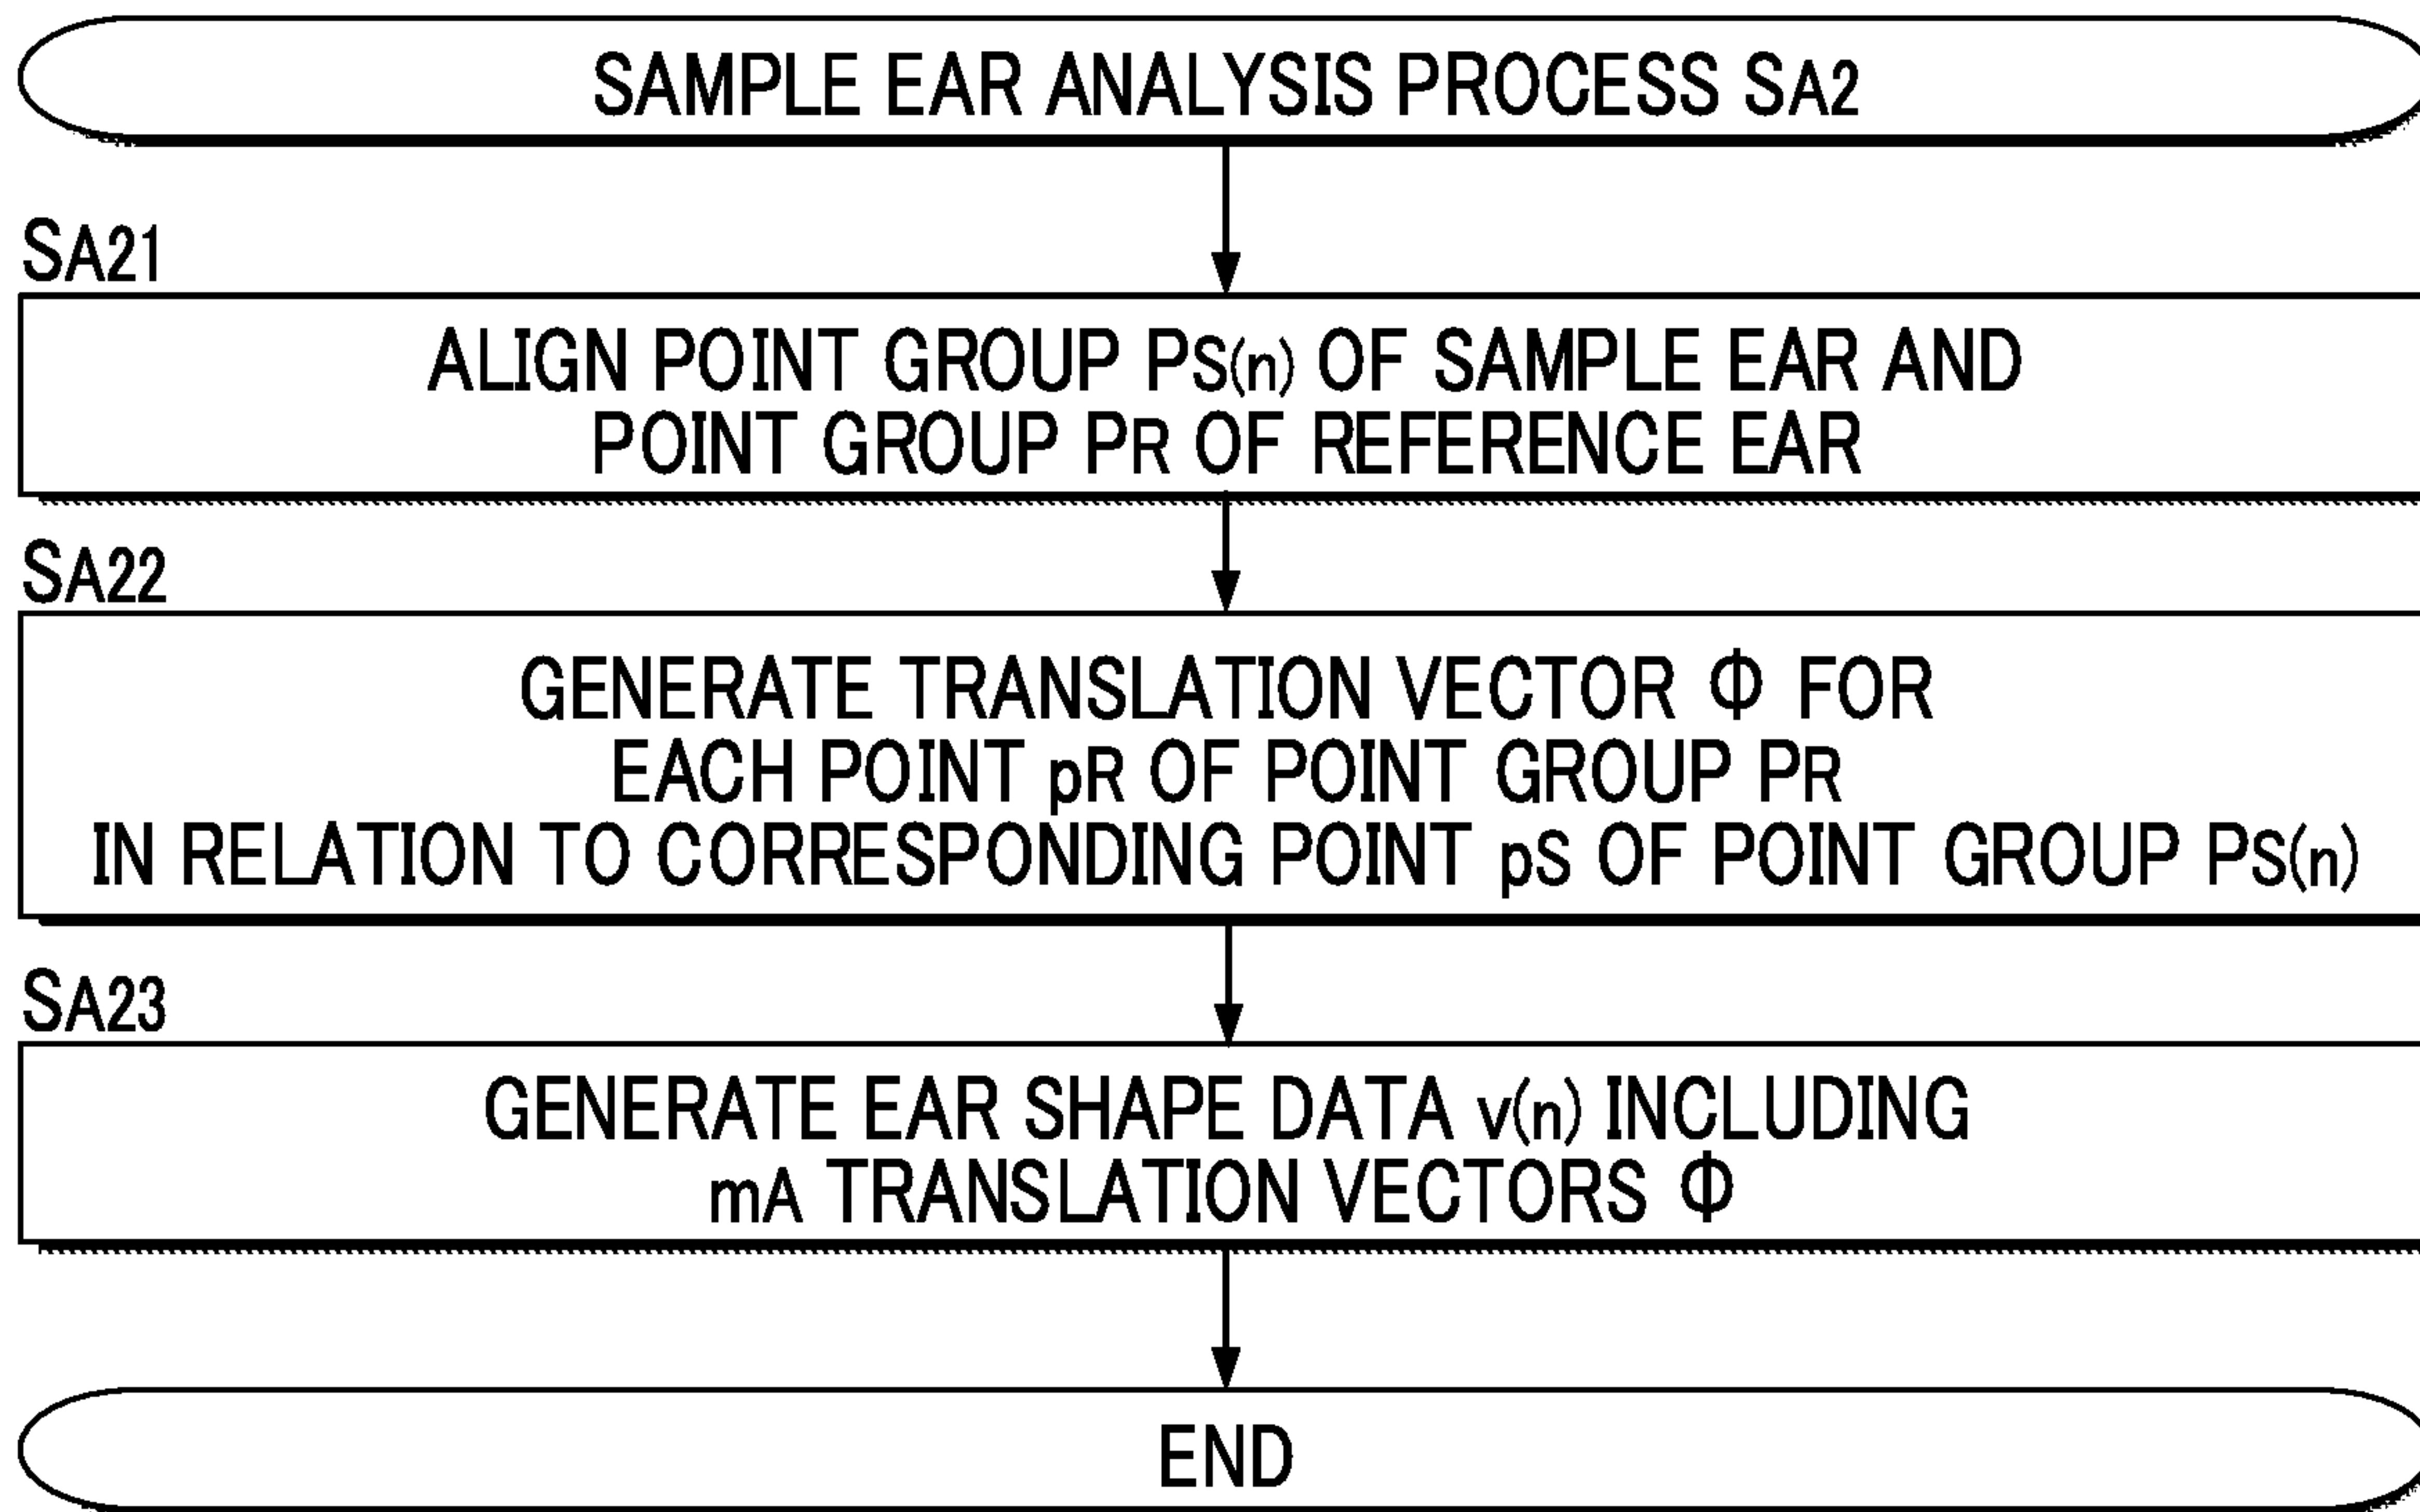 SAMPLE EAR ANALYSIS PROCESS SA2
SA21
ALIGN POINT GROUP PS(n) OF SAMPLE EAR AND
POINT GROUP PR OF REFERENCE EAR
SA22
GENERATE TRANSLATION VECTOR Φ FOR
EACH POINT pR OF POINT GROUP PR
IN RELATION TO CORRESPONDING POINT pS OF POINT GROUP PS(n)
SA23
GENERATE EAR SHAPE DATA v(n) INCLUDING
mA TRANSLATION VECTORS Φ
END